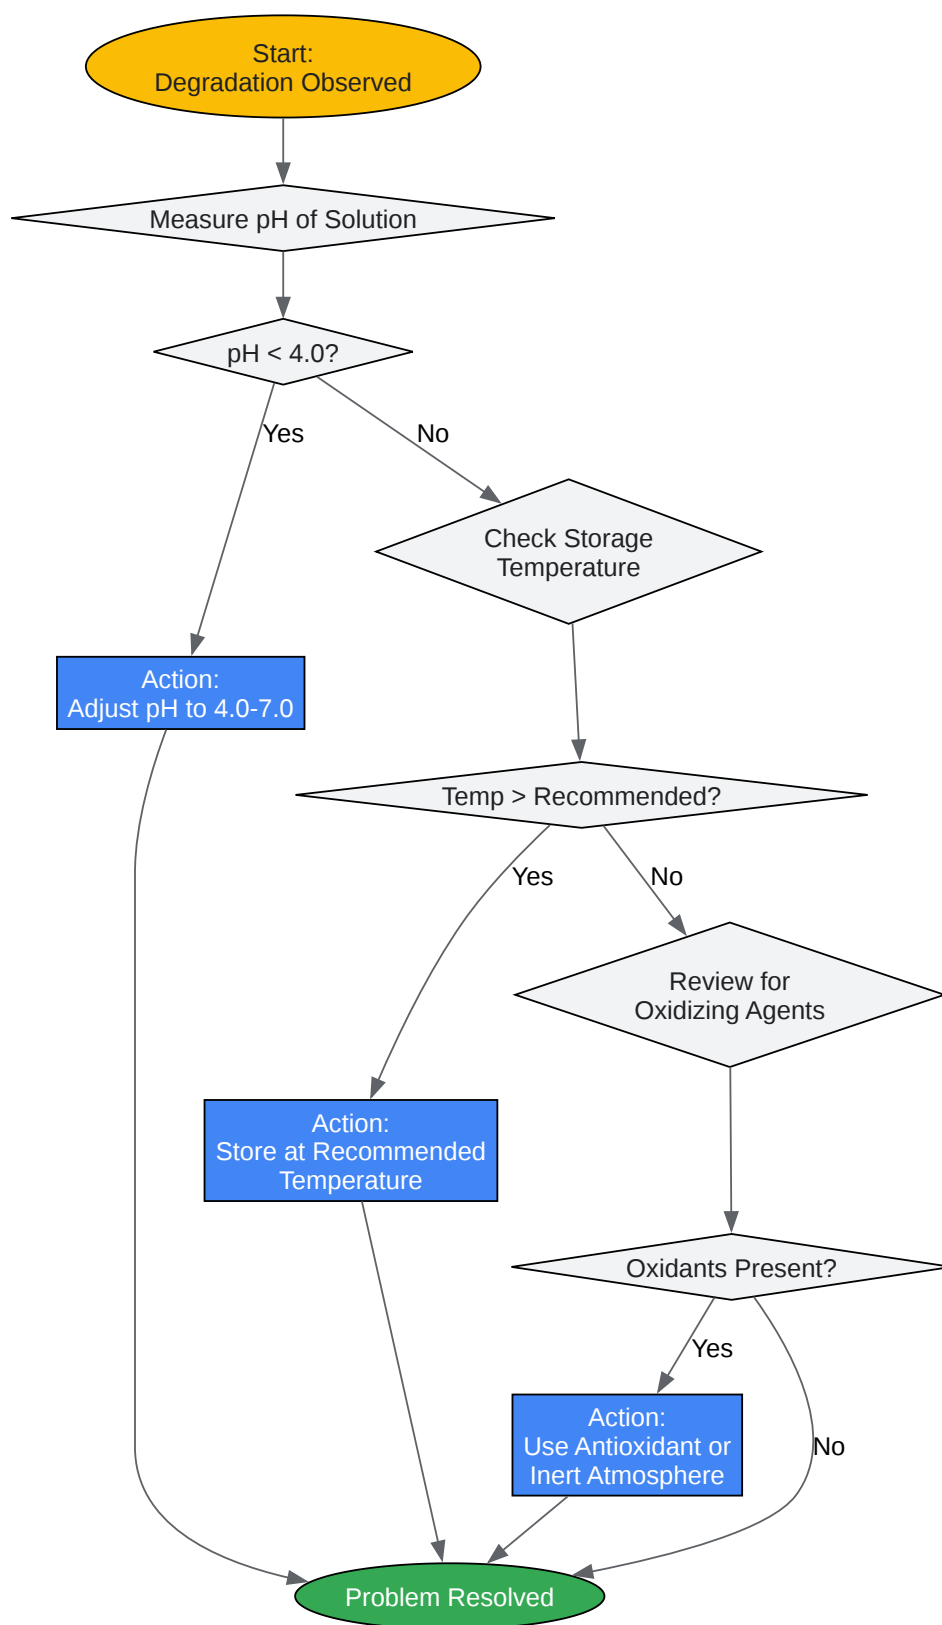 Start:
Degradation Observed
Measure pH of Solution
pH < 4.0?
Yes
No
Check Storage
Temperature
Action:
Adjust pH to 4.0-7.0
Temp > Recommended?
Yes
No
Review for
Oxidizing Agents
Action:
Store at Recommended
Temperature
Oxidants Present?
Yes
No
Action:
Use Antioxidant or
Inert Atmosphere
Problem Resolved